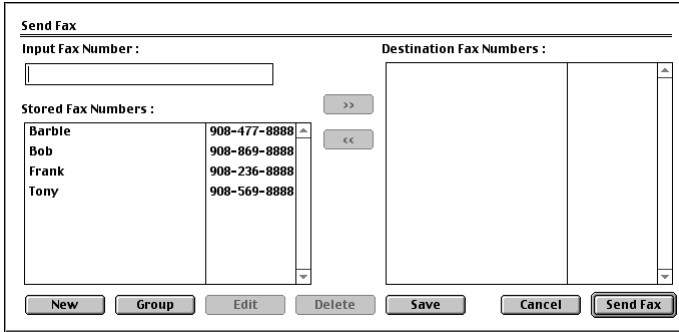 Send Fax
Input Fax Number :
Destination Fax Numbers :
>>
Stored Fax Numbers :
<<
Barble 908-477-8888
Bob 908-869-8888
Frank 908-236-8888
Tony 908-569-8888
New Group Edit Delete Save Cancel Send Fax